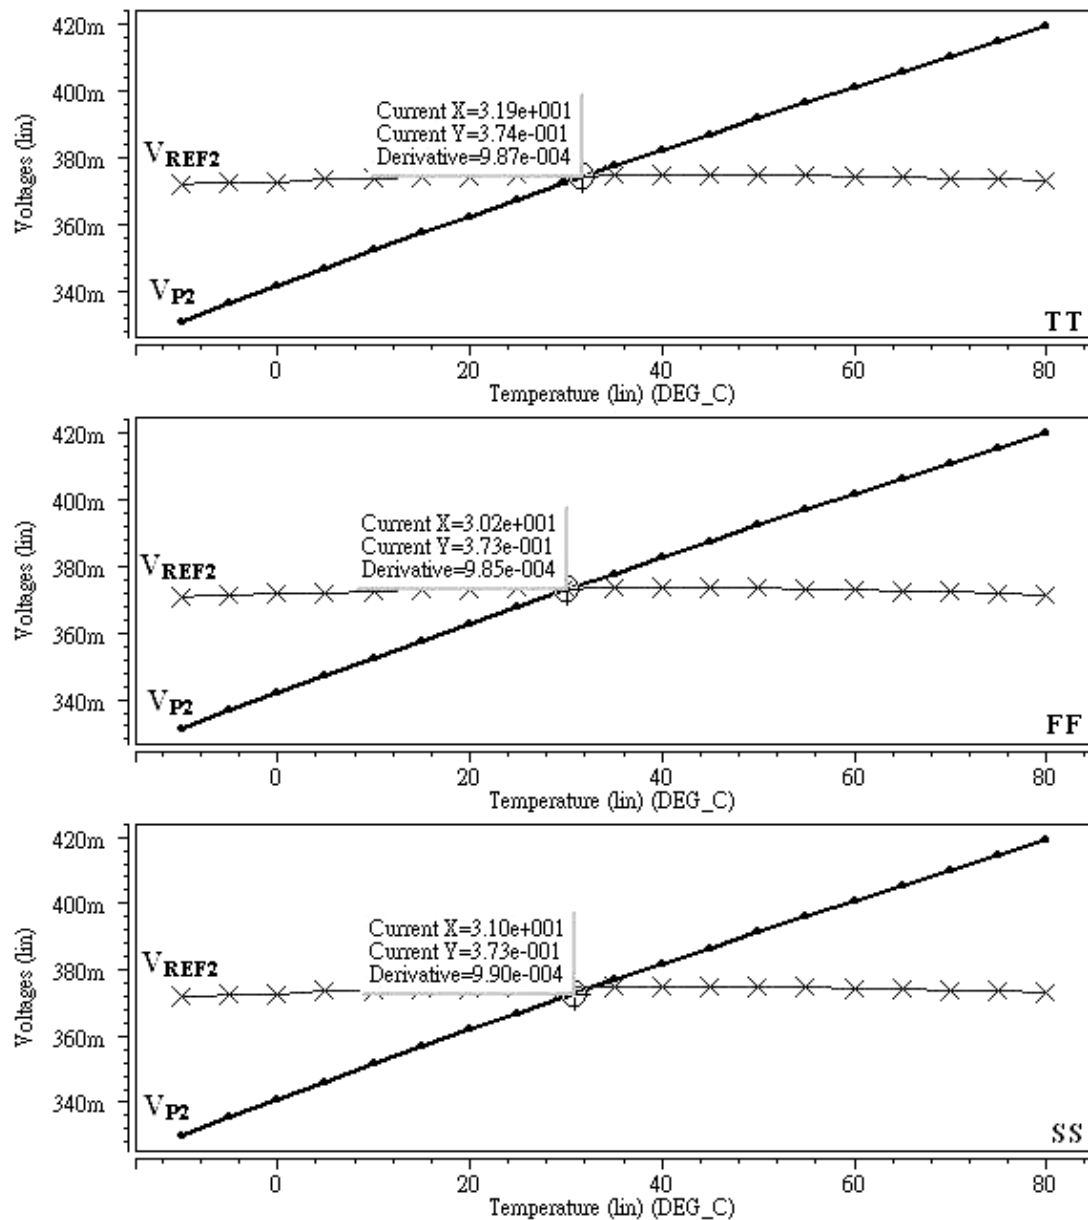 420m
400m
Current X=3.19e+001
Current Y=3.74e-001
Derivative=9.87e-004
380m
VREF2
360m
340m
VP2
TT
Voltages (lin)
0 20 40 60 80
Temperature (lin) (DEG_C)
420m
400m
Current X=3.02e+001
Current Y=3.73e-001
Derivative=9.85e-004
380m
VREF2
360m
340m
VP2
FF
Voltages (lin)
0 20 40 60 80
Temperature (lin) (DEG_C)
420m
400m
Current X=3.10e+001
Current Y=3.73e-001
Derivative=9.90e-004
380m
VREF2
360m
340m
VP2
SS
Voltages (lin)
0 20 40 60 80
Temperature (lin) (DEG_C)